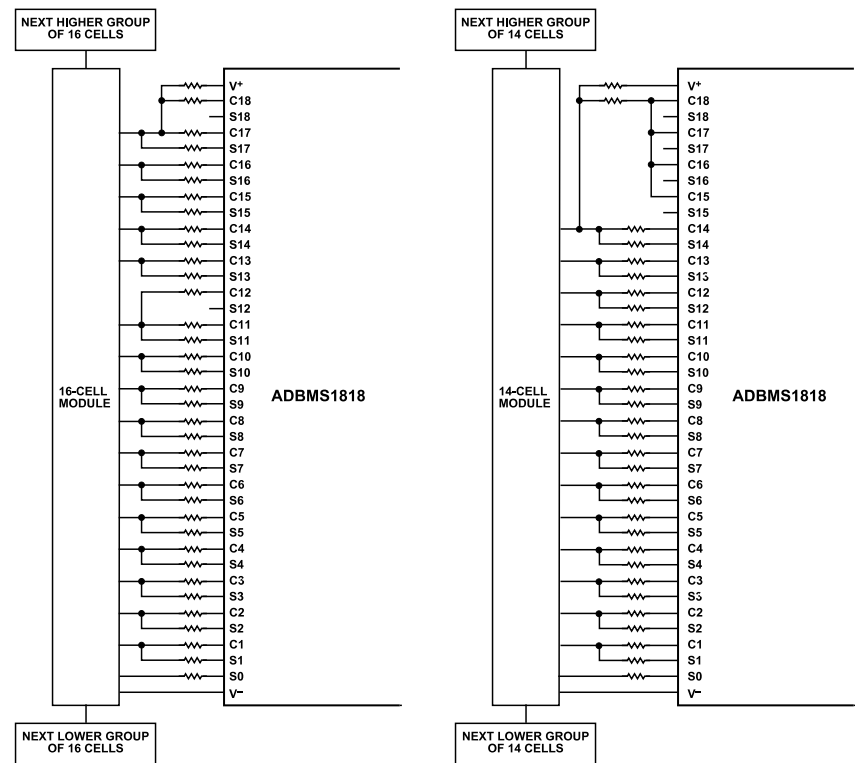 NEXT HIGHER GROUP
OF 16 CELLS
V+
C18
S18
C17
S17
C16
S16
C15
S15
C14
S14
C13
S13
C12
S12
C11
S11
C10
S10
C9
S9
C8
S8
C7
S7
C6
S6
C5
S5
C4
S4
C3
S3
C2
S2
C1
S1
S0
V−
16-CELL
MODULE
ADBMS1818
NEXT LOWER GROUP
OF 16 CELLS
NEXT HIGHER GROUP
OF 14 CELLS
V+
C18
S18
C17
S17
C16
S16
C15
S15
C14
S14
C13
S13
C12
S12
C11
S11
C10
S10
C9
S9
C8
S8
C7
S7
C6
S6
C5
S5
C4
S4
C3
S3
C2
S2
C1
S1
S0
V−
14-CELL
MODULE
ADBMS1818
NEXT LOWER GROUP
OF 14 CELLS